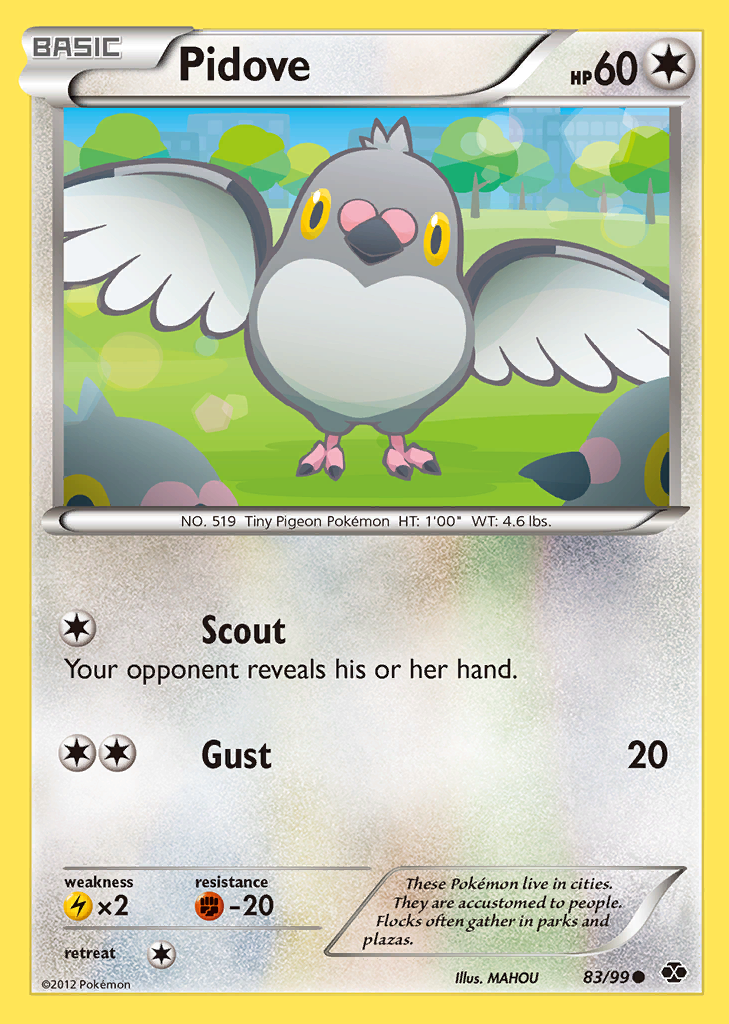 BASIC
Pidove
HP60
NO. 519 Tiny Pigeon Pokémon HT: 1'00" WT: 4.6 lbs.
Scout
Your opponent reveals his or her hand.
Gust 20
weakness resistance
×2 -20
These Pokémon live in cities.
They are accustomed to people.
Flocks often gather in parks and
plazas.
retreat
©2012 Pokémon
Illus. MAHOU 83/99